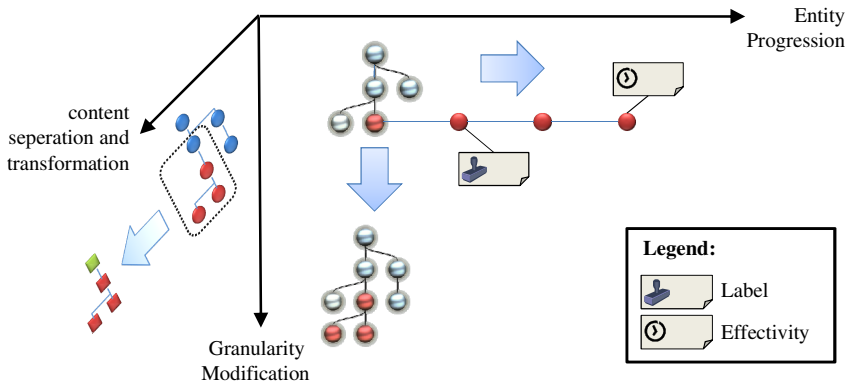 Entity
Progression
content
seperation and
transformation
Granularity
Modification
Legend:
Label
Effectivity